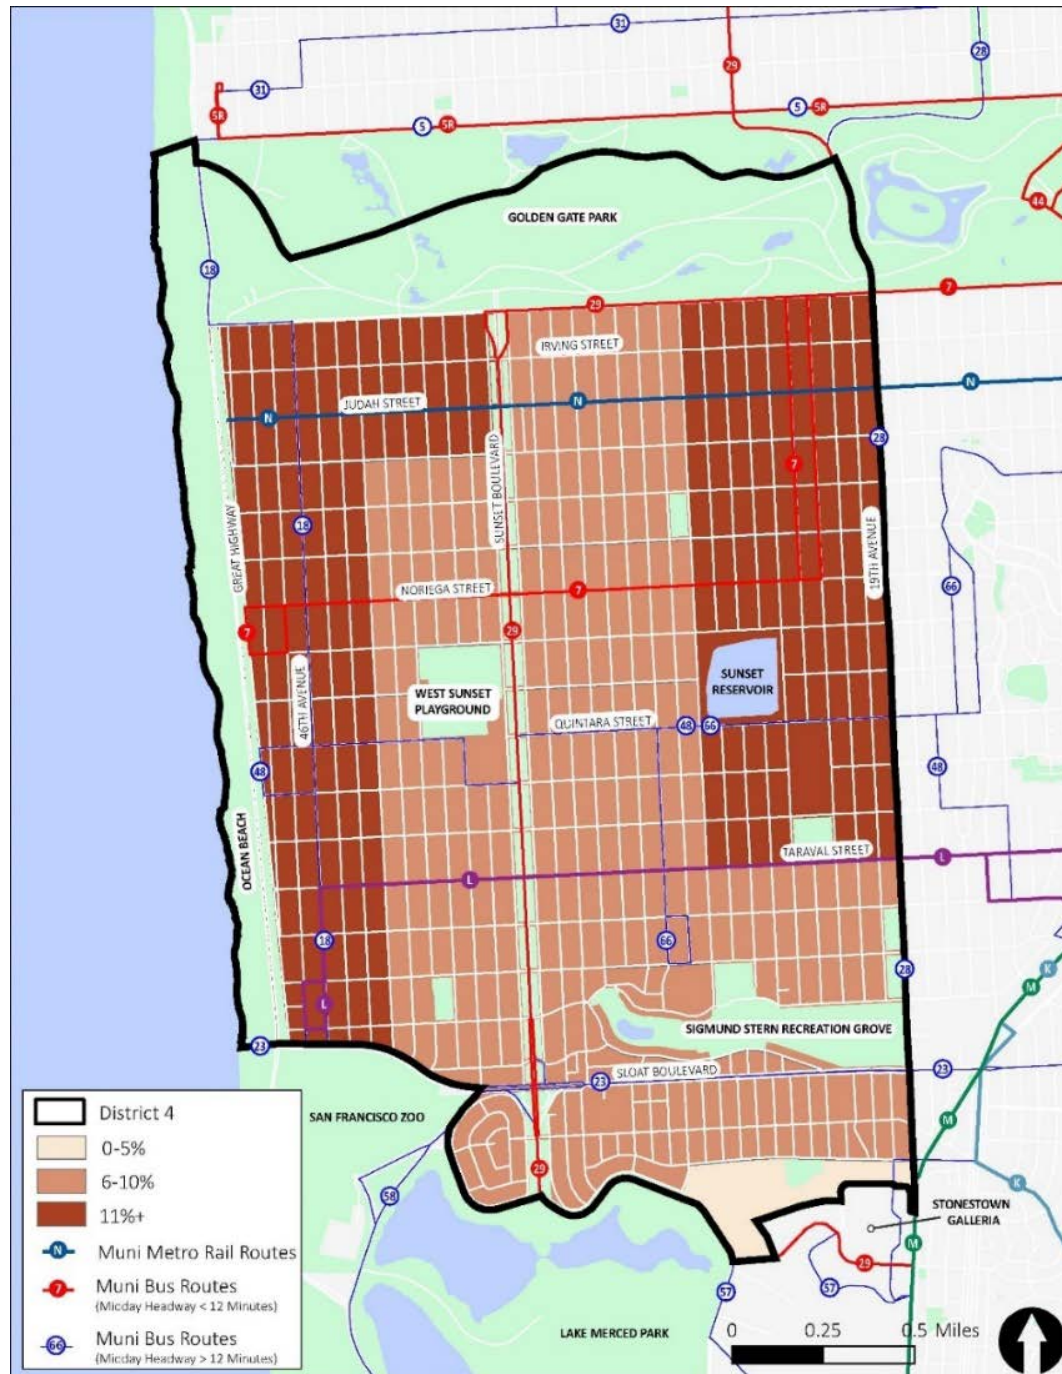 31
28
29
31
5R
5
5R
5
5R
44
GOLDEN GATE PARK
18
29
7
IRVING STREET
N
JUDAH STREET
N
N
28
SUNSET BOULEVARD
7
GREAT HIGHWAY
18
19TH AVENUE
NORIEGA STREET
7
66
7
29
46TH AVENUE
WEST SUNSET
PLAYGROUND
SUNSET
RESERVOIR
QUINTARA STREET
48
66
48
48
OCEAN BEACH
TARAVAL STREET
L
L
18
66
28
K
M
L
SIGMUND STERN RECREATION GROVE
23
SLOAT BOULEVARD
23
23
M
SAN FRANCISCO ZOO
29
K
58
STONESTOWN
GALLERIA
M
29
57
57
LAKE MERCED PARK
0
0.25
0.5 Miles
District 4
0-5%
6-10%
11%+
N
Muni Metro Rail Routes
7
Muni Bus Routes
(Micday Headway < 12 Minutes)
66
Muni Bus Routes
(Micday Headway > 12 Minutes)